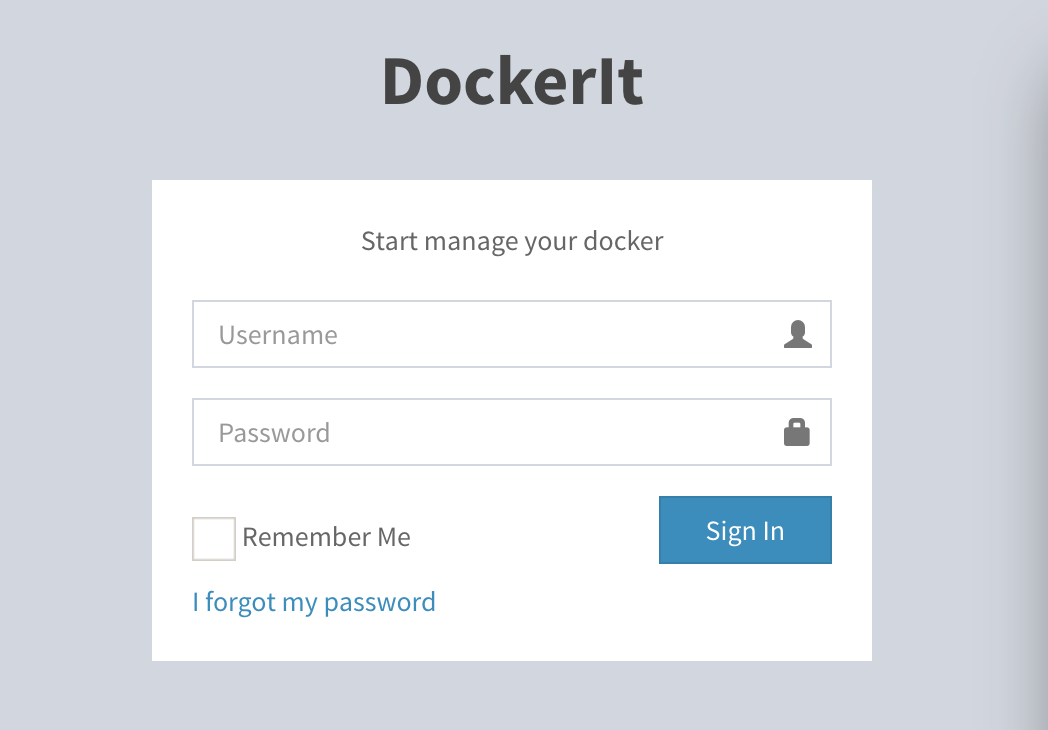 DockerIt
Start manage your docker
Username
Password
Remember Me
Sign In
I forgot my password